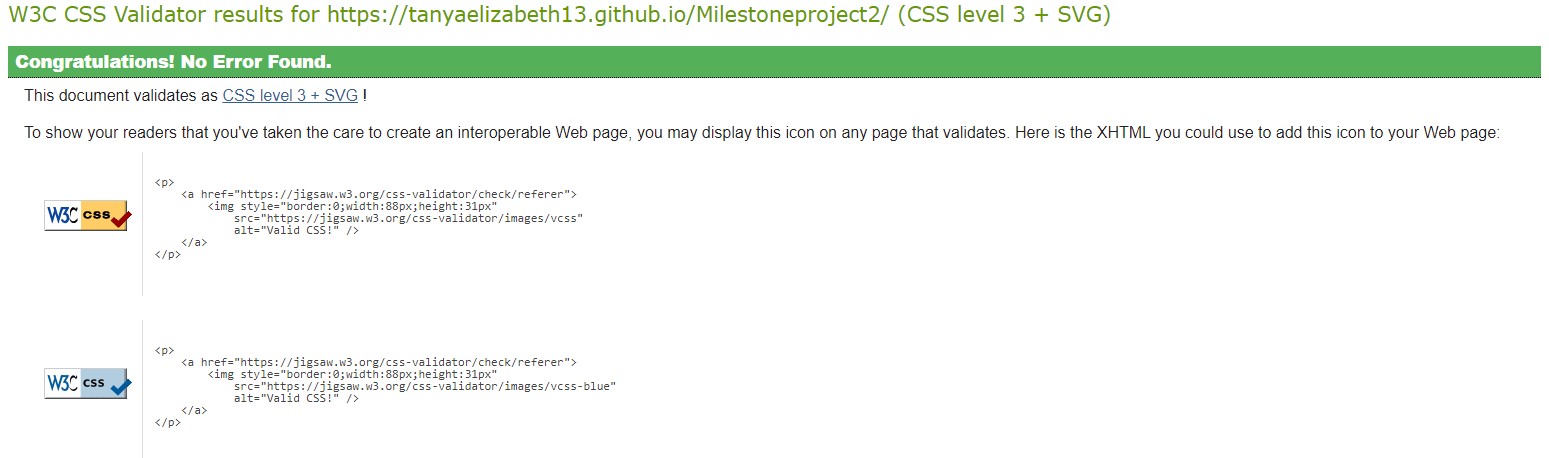 W3C CSS Validator results for https://tanyaelizabeth13.github.io/Milestoneproject2/ (CSS level 3 + SVG)
Congratulations! No Error Found.
This document validates as CSS level 3 + SVG !
To show your readers that you've taken the care to create an interoperable Web page, you may display this icon on any page that validates. Here is the XHTML you could use to add this icon to your Web page:
W3C css
<p>
    <a href="https://jigsaw.w3.org/css-validator/check/referer">
        <img style="border:0;width:88px;height:31px"
            src="https://jigsaw.w3.org/css-validator/images/vcss"
            alt="Valid CSS!" />
    </a>
</p>
W3C css
<p>
    <a href="https://jigsaw.w3.org/css-validator/check/referer">
        <img style="border:0;width:88px;height:31px"
            src="https://jigsaw.w3.org/css-validator/images/vcss-blue"
            alt="Valid CSS!" />
    </a>
</p>